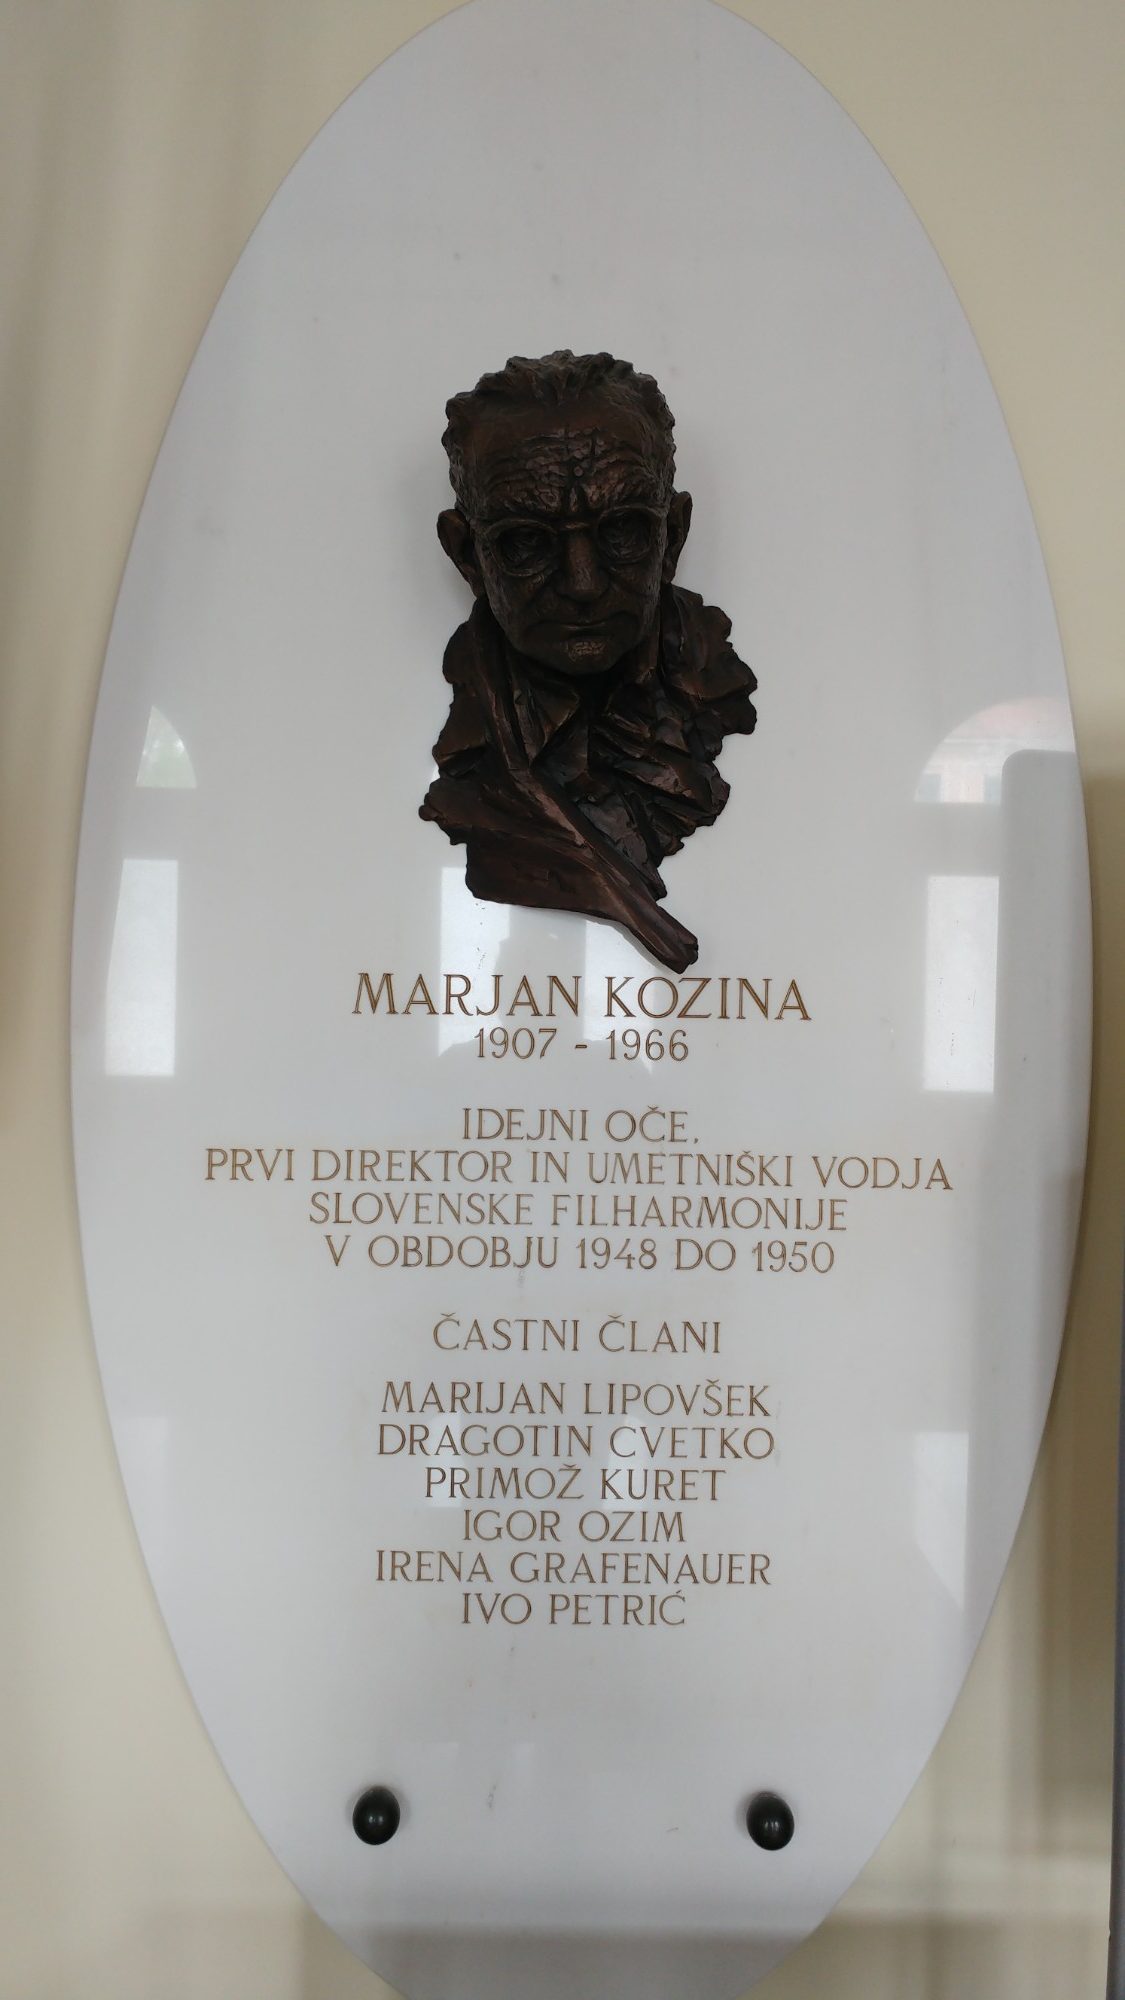 MARJAN KOZINA
1907 - 1966
IDEJNI OČE,
PRVI DIREKTOR IN UMETNIŠKI VODJA
SLOVENSKE FILHARMONIJE
V OBDOBJU 1948 DO 1950
ČASTNI ČLANI
MARIJAN LIPOVŠEK
DRAGOTIN CVETKO
PRIMOŽ KURET
IGOR OZIM
IRENA GRAFENAUER
IVO PETRIĆ